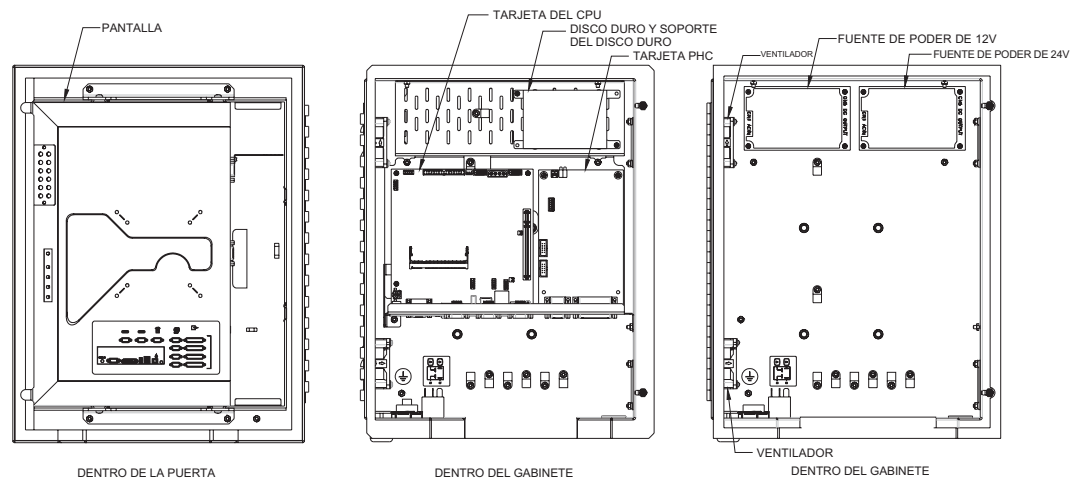 PANTALLA
TARJETA DEL CPU
DISCO DURO Y SOPORTE
DEL DISCO DURO
TARJETA PHC
VENTILADOR
FUENTE DE PODER DE 12V
FUENTE DE PODER DE 24V
VENTILADOR
DENTRO DE LA PUERTA
DENTRO DEL GABINETE
DENTRO DEL GABINETE